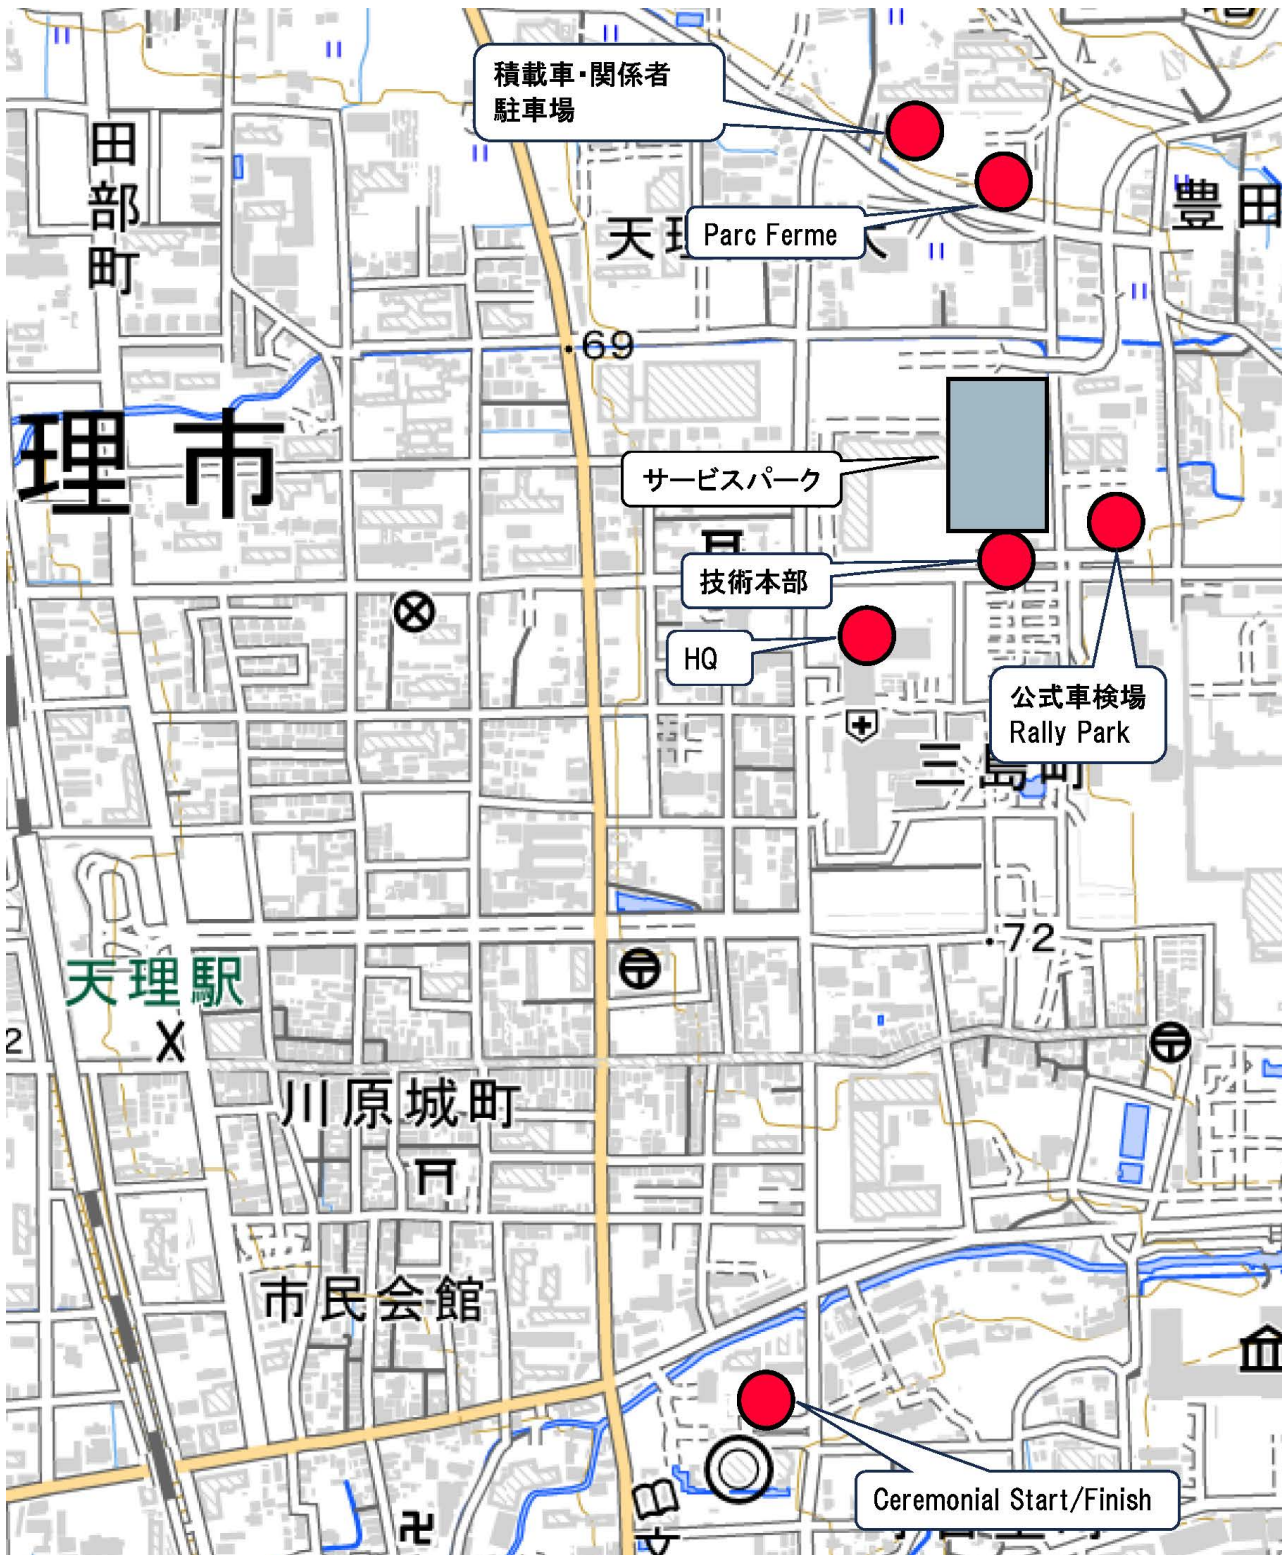 積載車・関係者
駐車場
田部町
豊田
天理
Parc Ferme
69
理市
サービスパーク
技術本部
HQ
公式車検場
Rally Park
三島町
72
天理駅
2
川原城町
市民会館
Ceremonial Start/Finish